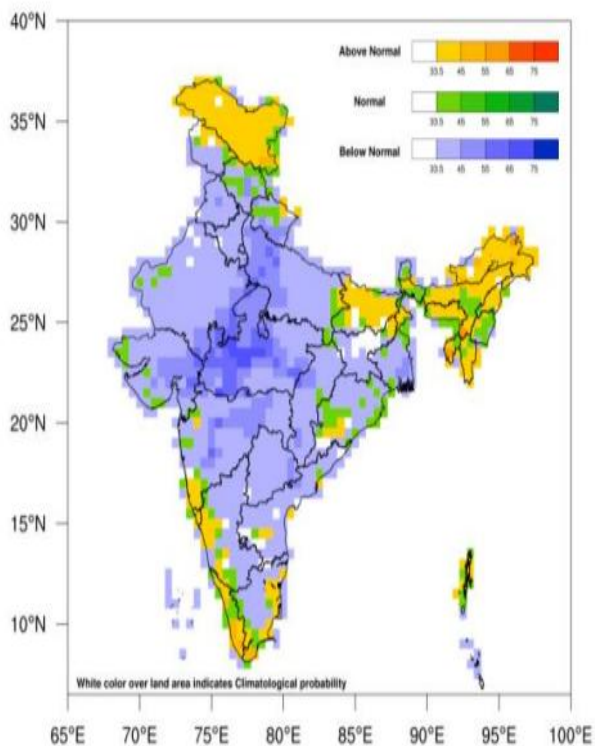 40°N
Above Normal
33.5 45 55 65 75
Normal
33.5 45 55 65 75
Below Normal
33.5 45 55 65 75
35°N
30°N
25°N
20°N
15°N
10°N
White color over land area indicates Climatological probability
65°E 70°E 75°E 80°E 85°E 90°E 95°E 100°E